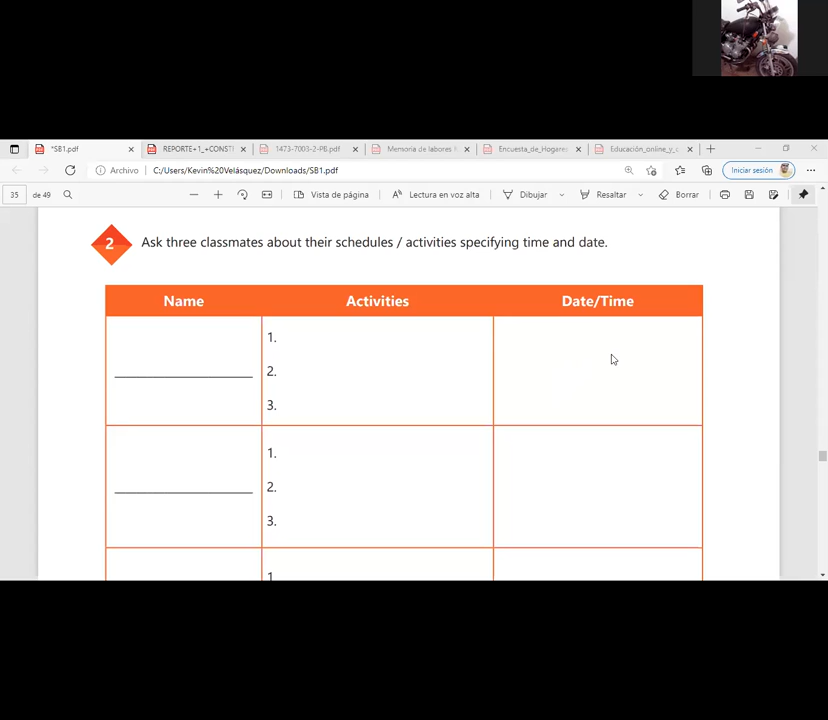 *SB1.pdf
REPORTE+1_+CONSTI
1473-7003-2-PB.pdf
Memoria de labores
Encuesta_de_Hogares
Educación_online_y_
Archivo
C:/Users/Kevin%20Velásquez/Downloads/SB1.pdf
Iniciar sesión
35
de 49
Vista de página
Lectura en voz alta
Dibujar
Resaltar
Borrar
2
Ask three classmates about their schedules / activities specifying time and date.
Name
Activities
Date/Time
1.
2.
3.
1.
2.
3.
1